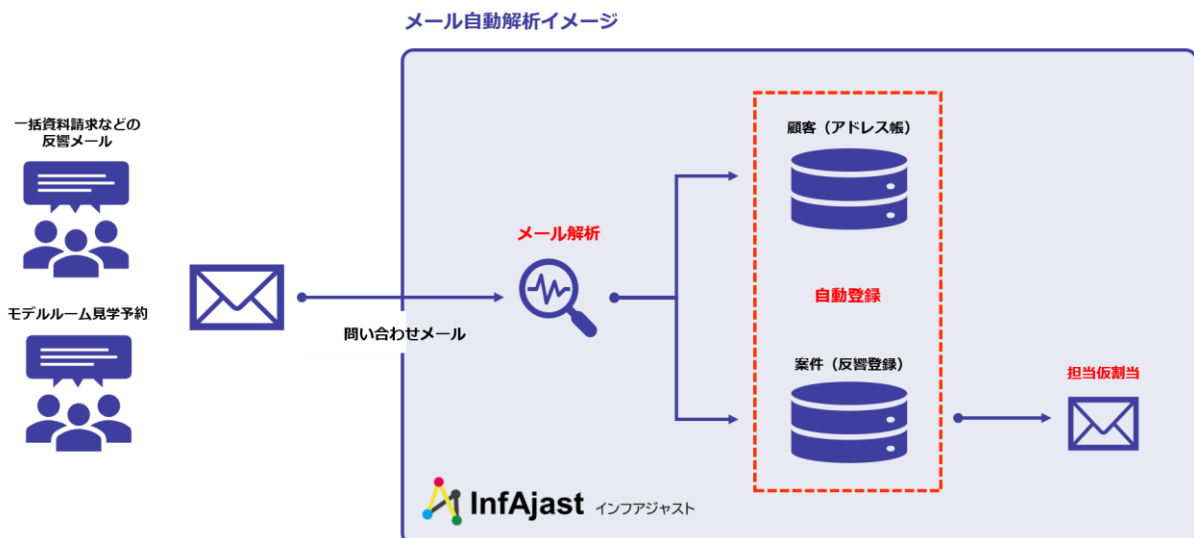 メール自動解析イメージ
一括資料請求などの
反響メール
モデルルーム見学予約
問い合わせメール
メール解析
顧客（アドレス帳）
自動登録
案件（反響登録）
担当仮割当
InfAjast インフアジャスト